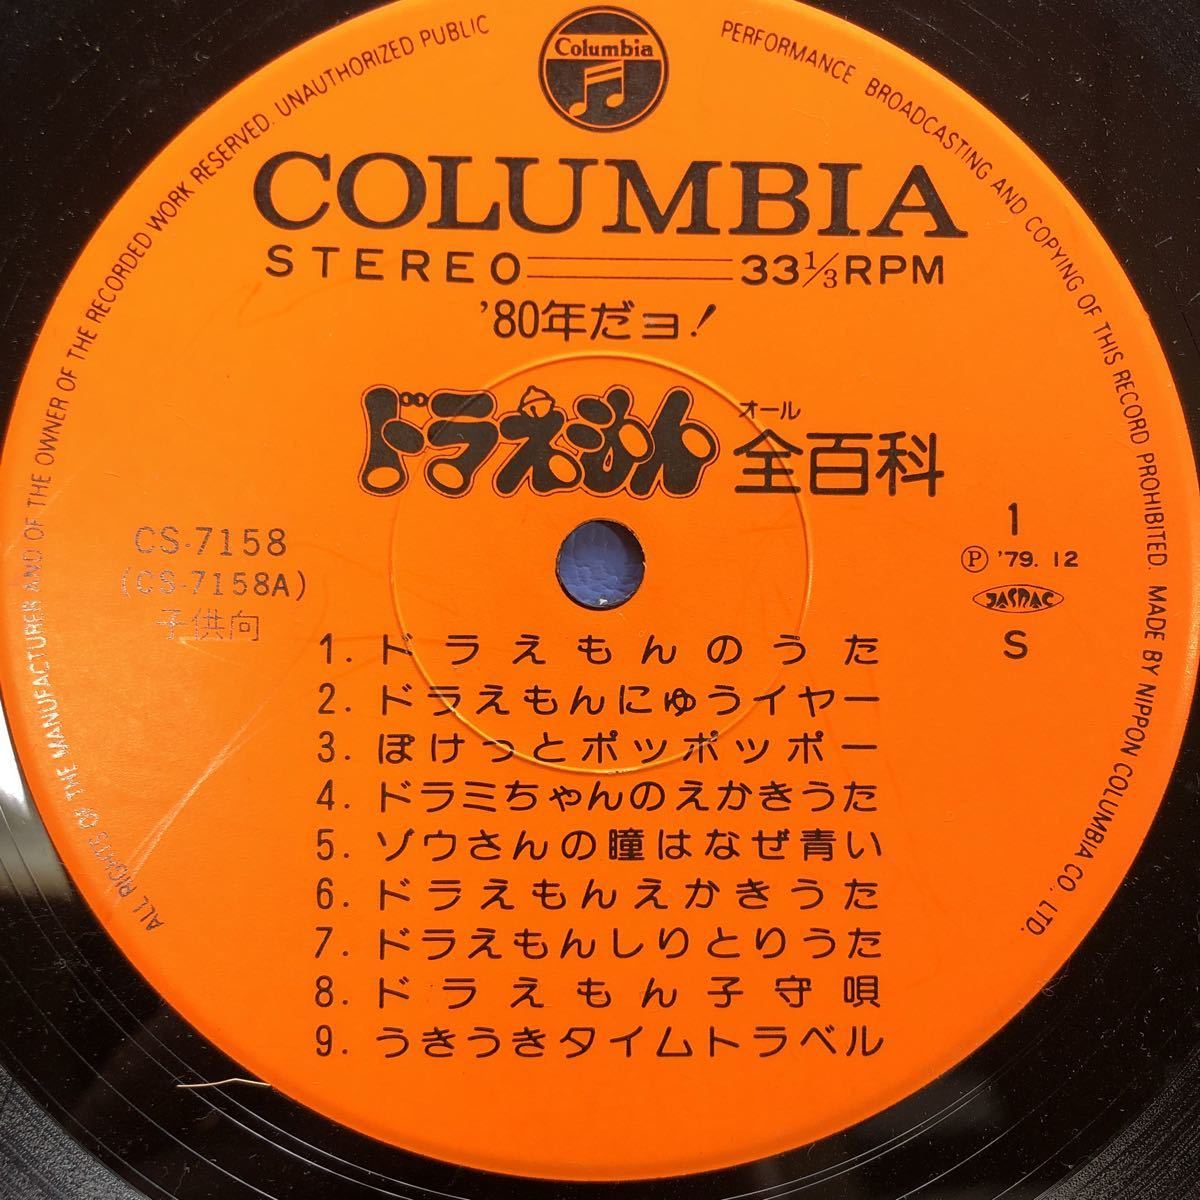 Columbia
ALL RIGHTS OF THE MANUFACTURER AND OF THE OWNER OF THE RECORDED WORK RESERVED. UNAUTHORIZED PUBLIC PERFORMANCE BROADCASTING AND COPYING OF THIS RECORD PROHIBITED. MADE BY NIPPON COLUMBIA CO., LTD.
COLUMBIA
STEREO 33⅓RPM
'80年だョ!
オール
ドラえもん全百科
CS-7158
(CS-7158A)
子供向
1
Ⓟ '79. 12
JASRAC
S
1. ドラえもんのうた
2. ドラえもんにゅうイヤー
3. ぽけっとポッポッポー
4. ドラミちゃんのえかきうた
5. ゾウさんの瞳はなぜ青い
6. ドラえもんえかきうた
7. ドラえもんしりとりうた
8. ドラえもん子守唄
9. うきうきタイムトラベル